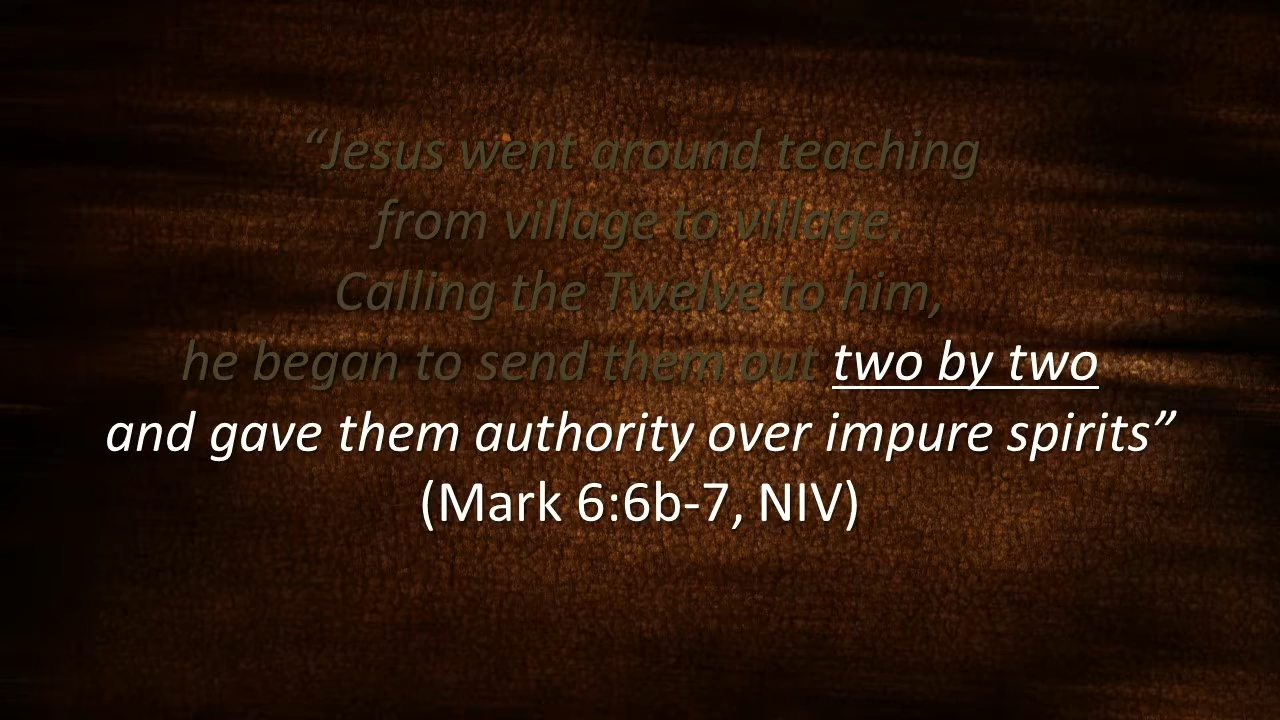 “Jesus went around teaching
from village to village.
Calling the Twelve to him,
he began to send them out two by two
and gave them authority over impure spirits”
(Mark 6:6b-7, NIV)